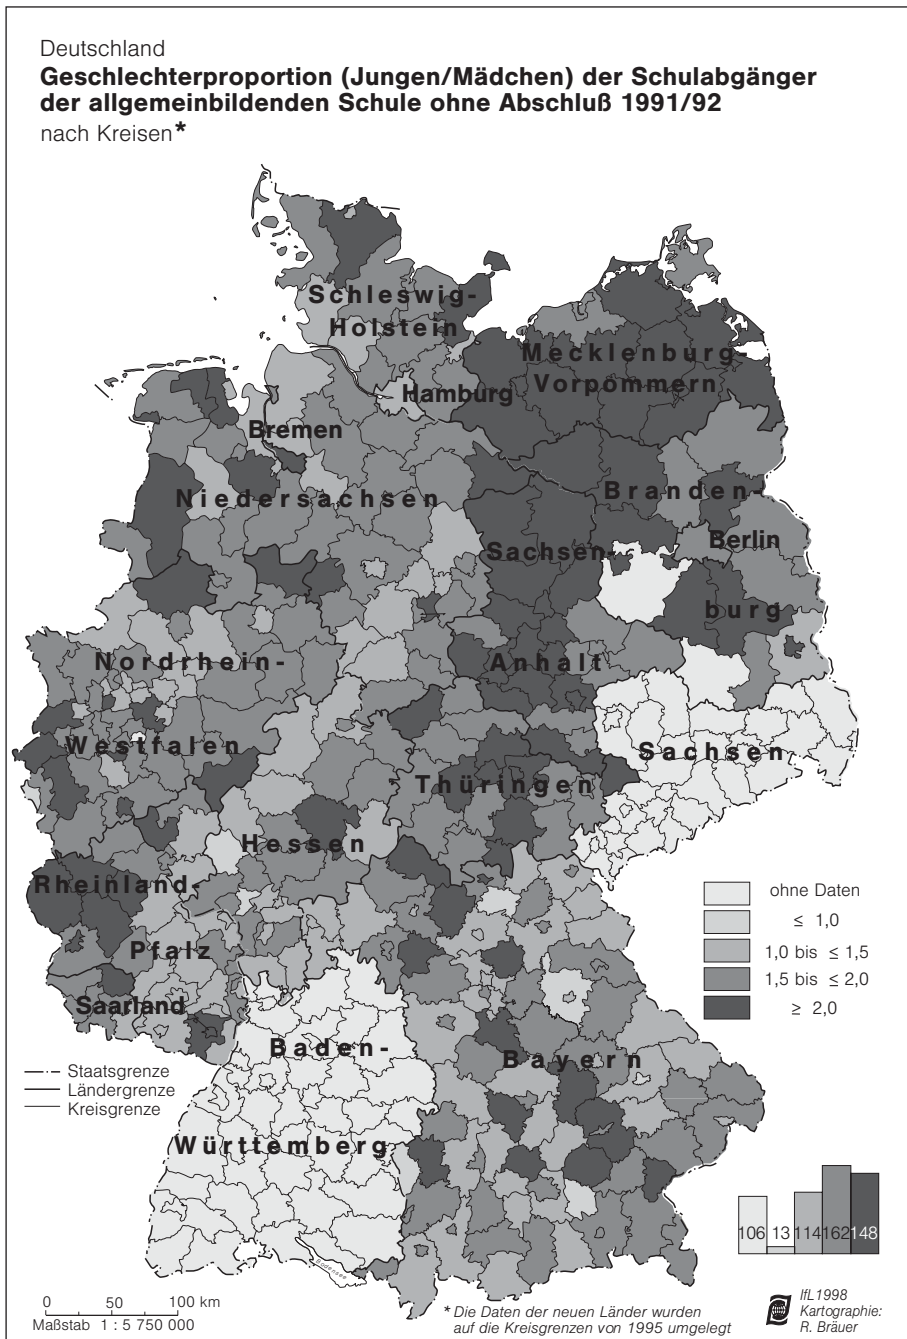 Deutschland
Geschlechterproportion (Jungen/Mädchen) der Schulabgänger
der allgemeinbildenden Schule ohne Abschluß 1991/92
nach Kreisen*
Schleswig-
Holstein
Mecklenburg-
Vorpommern
Hamburg
Bremen
Niedersachsen
Branden-
Berlin
Sachsen-
burg
Nordrhein-
Anhalt
Westfalen
Sachsen
Thüringen
Hessen
Rheinland-
ohne Daten
≤ 1,0
Pfalz
1,0 bis ≤ 1,5
1,5 bis ≤ 2,0
Saarland
≥ 2,0
Baden-
Bayern
Staatsgrenze
Ländergrenze
Kreisgrenze
Württemberg
106 13 114 162 148
Bodensee
0 50 100 km
Maßstab 1 : 5 750 000
* Die Daten der neuen Länder wurden
auf die Kreisgrenzen von 1995 umgelegt
IfL 1998
Kartographie:
R. Bräuer